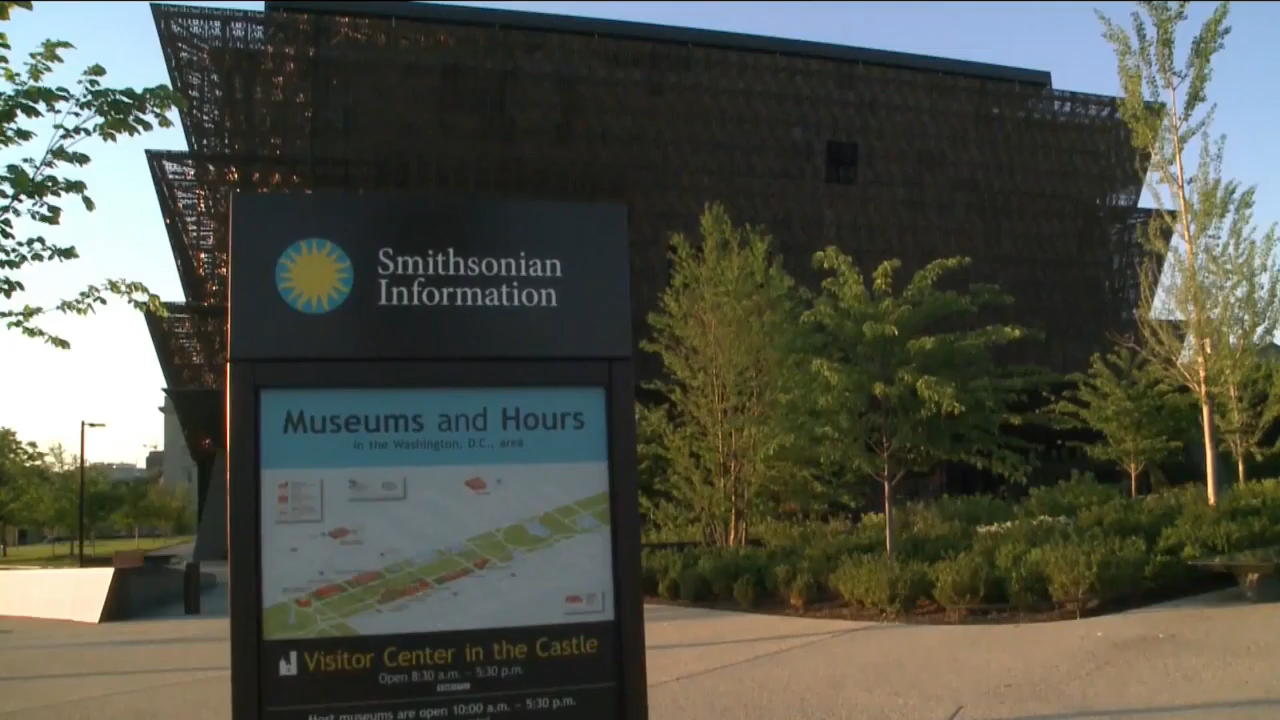 Smithsonian
Information
Museums and Hours
in the Washington, D.C., area
Visitor Center in the Castle
Open 8:30 a.m. – 5:30 p.m.
Most museums are open 10:00 a.m. – 5:30 p.m.